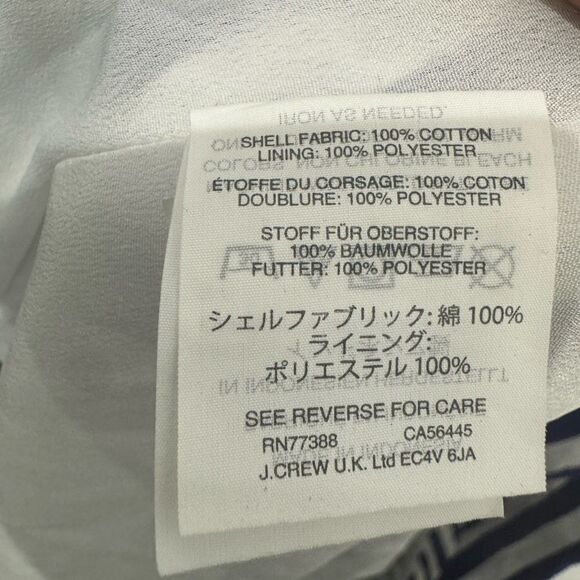 SHELL FABRIC: 100% COTTON
LINING: 100% POLYESTER
ÉTOFFE DU CORSAGE: 100% COTON
DOUBLURE: 100% POLYESTER
STOFF FÜR OBERSTOFF:
100% BAUMWOLLE
FUTTER: 100% POLYESTER
シェルファブリック: 綿 100%
ライニング:
ポリエステル 100%
SEE REVERSE FOR CARE
RN77388 CA56445
J.CREW U.K. Ltd EC4V 6JA